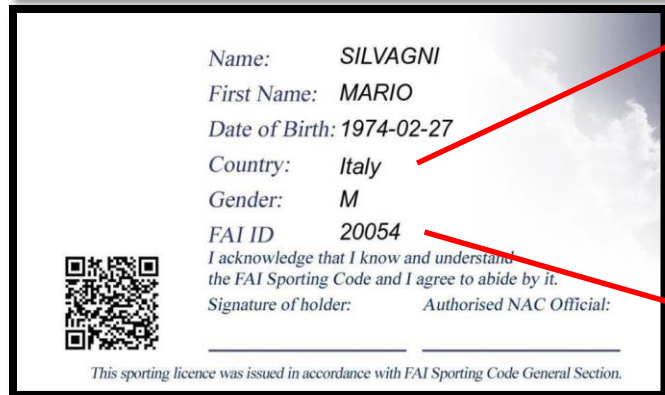 Name: SILVAGNI
First Name: MARIO
Date of Birth: 1974-02-27
Country: Italy
Gender: M
FAI ID 20054
I acknowledge that I know and understand
the FAI Sporting Code and I agree to abide by it.
Signature of holder: Authorised NAC Official:
This sporting licence was issued in accordance with FAI Sporting Code General Section.